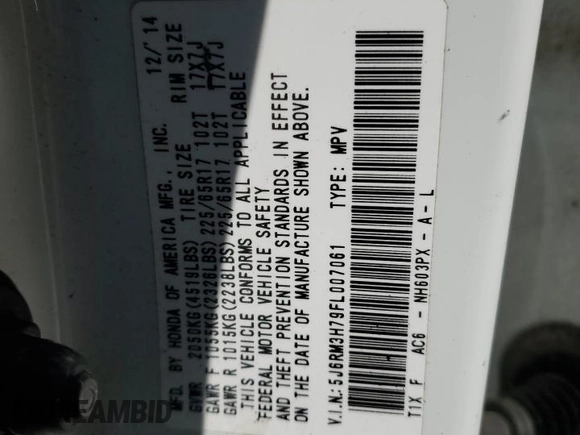 MFD. BY HONDA OF AMERICA MFG., INC. 12/'14
GVWR 2050KG(4519LBS) TIRE SIZE RIM SIZE
GAWR F 1055KG(2326LBS) 225/65R17 102T 17X7J
GAWR R 1015KG(2238LBS) 225/65R17 102T 17X7J
THIS VEHICLE CONFORMS TO ALL APPLICABLE
FEDERAL MOTOR VEHICLE SAFETY
AND THEFT PREVENTION STANDARDS IN EFFECT
ON THE DATE OF MANUFACTURE SHOWN ABOVE.
V.I.N.:5J6RM3H79FL007061 TYPE: MPV
T1X F AC6 - NH603PX - A - L